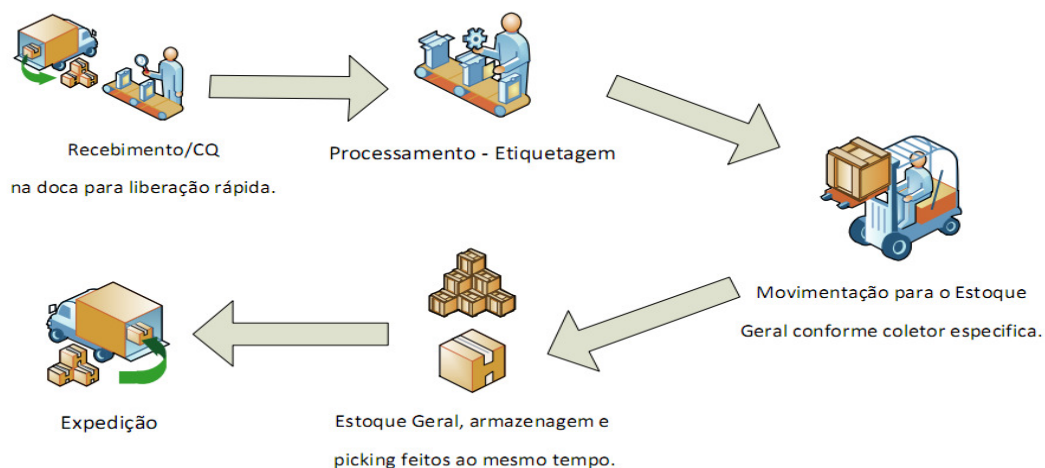 Recebimento/CQ
na doca para liberação rápida.
Processamento - Etiquetagem
Movimentação para o Estoque
Geral conforme coletor especifica.
Estoque Geral, armazenagem e
picking feitos ao mesmo tempo.
Expedição